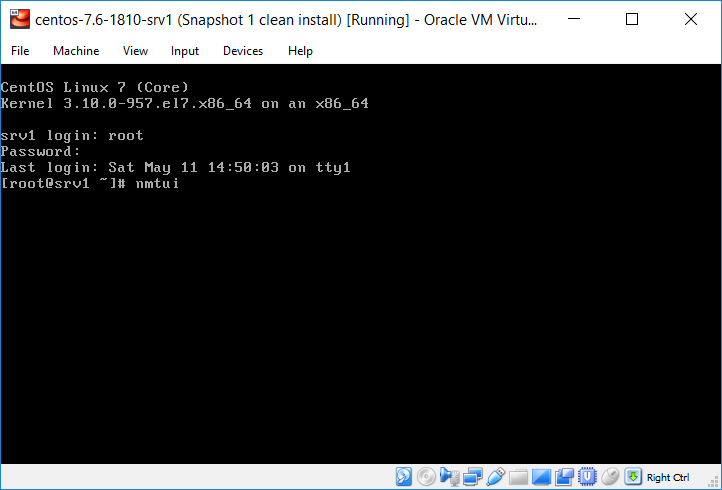 centos-7.6-1810-srv1 (Snapshot 1 clean install) [Running] - Oracle VM Virtu...
File Machine View Input Devices Help
CentOS Linux 7 (Core)
Kernel 3.10.0-957.el7.x86_64 on an x86_64
srv1 login: root
Password:
Last login: Sat May 11 14:50:03 on tty1
[root@srv1 ~]# nmtui
Right Ctrl